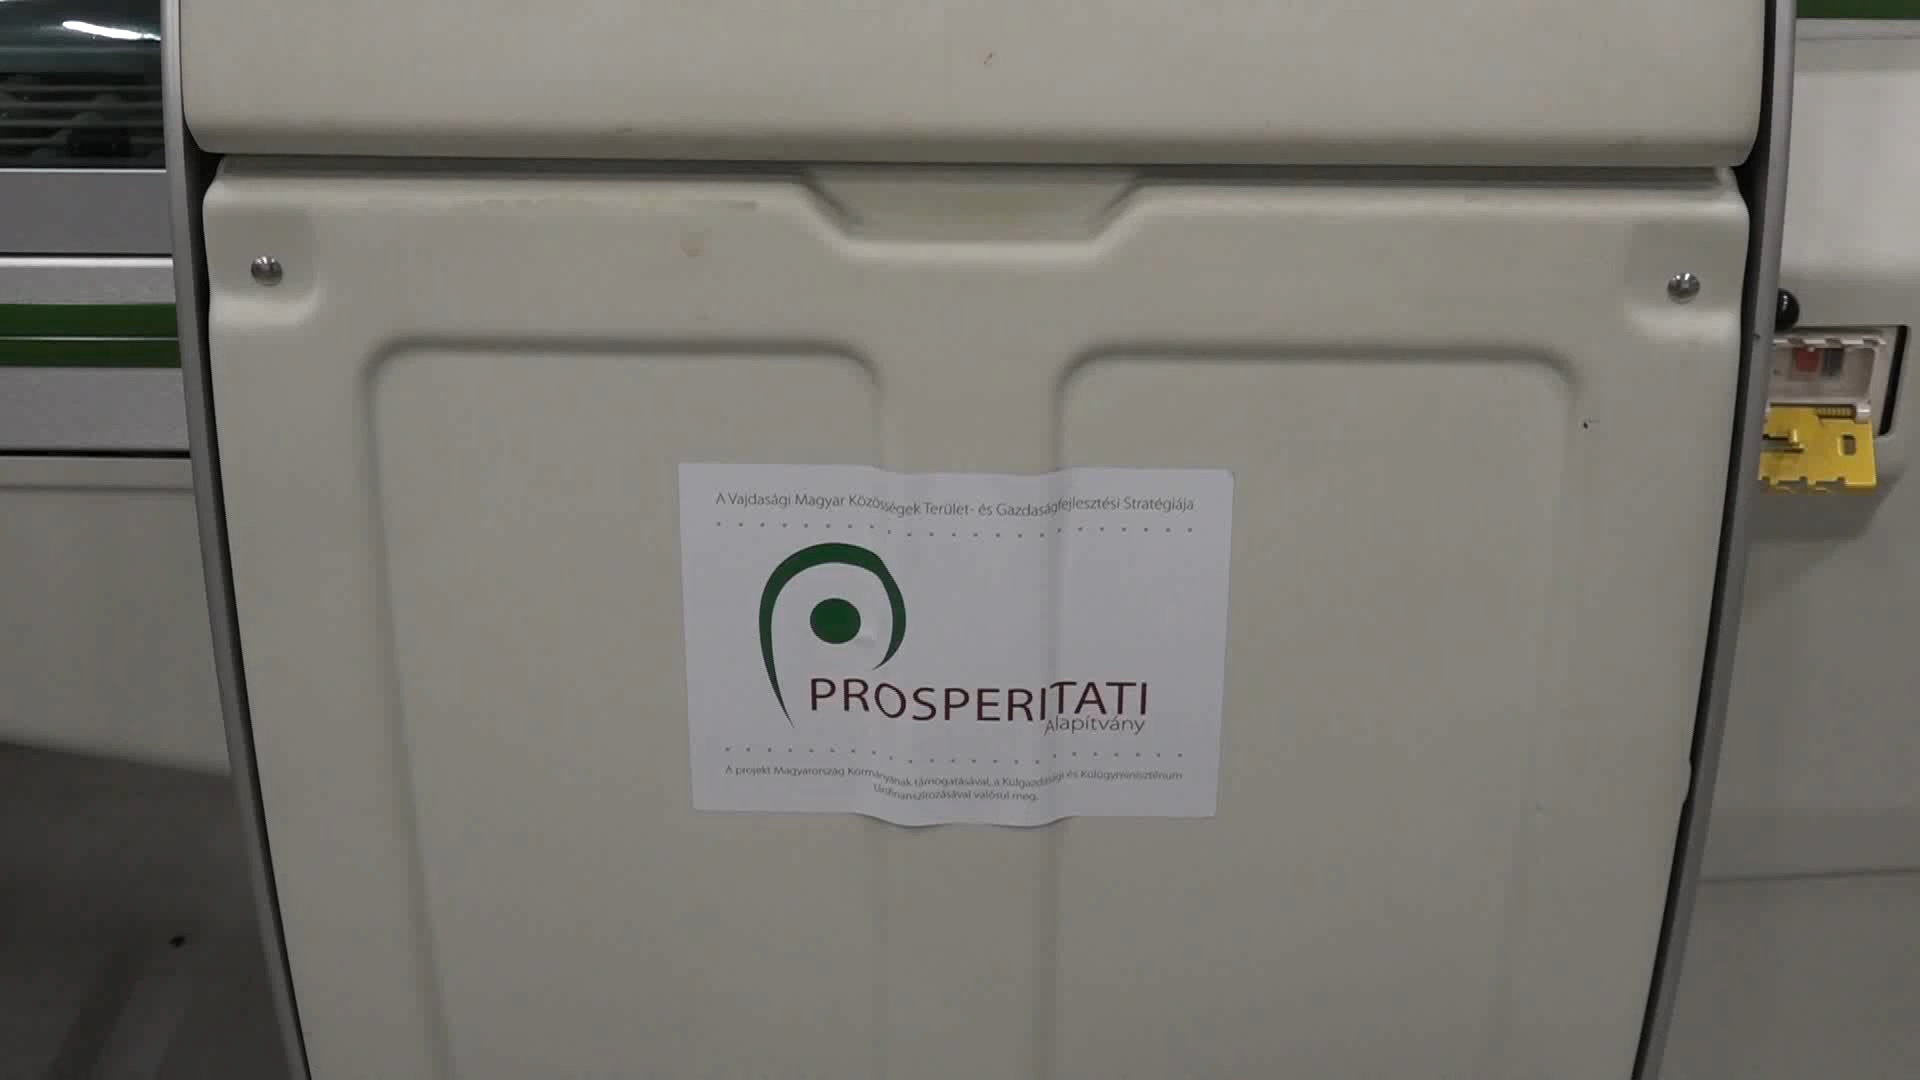 A Vajdasági Magyar Közösségek Terület- és Gazdaságfejlesztési Stratégiája
PROSPERITATI
Alapítvány
A projekt Magyarország Kormányának támogatásával, a Külgazdasági és Külügyminisztérium
társfinanszírozásával valósul meg.